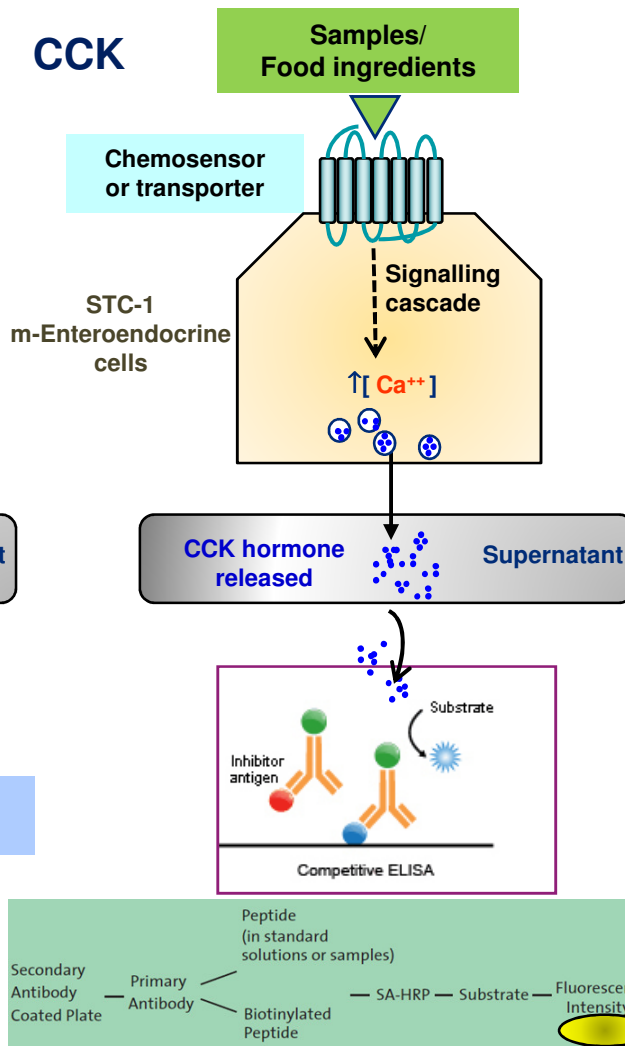 CCK
Samples/
Food ingredients
Chemosensor
or transporter
Signalling
cascade
STC-1
m-Enteroendocrine
cells
↑[ Ca⁺⁺ ]
t
CCK hormone
released
Supernatant
Substrate
Inhibitor
antigen
Competitive ELISA
Peptide
(in standard
solutions or samples)
Secondary
Antibody
Coated Plate
Primary
Antibody
Biotinylated
Peptide
SA-HRP
Substrate
Fluorescen
Intensity